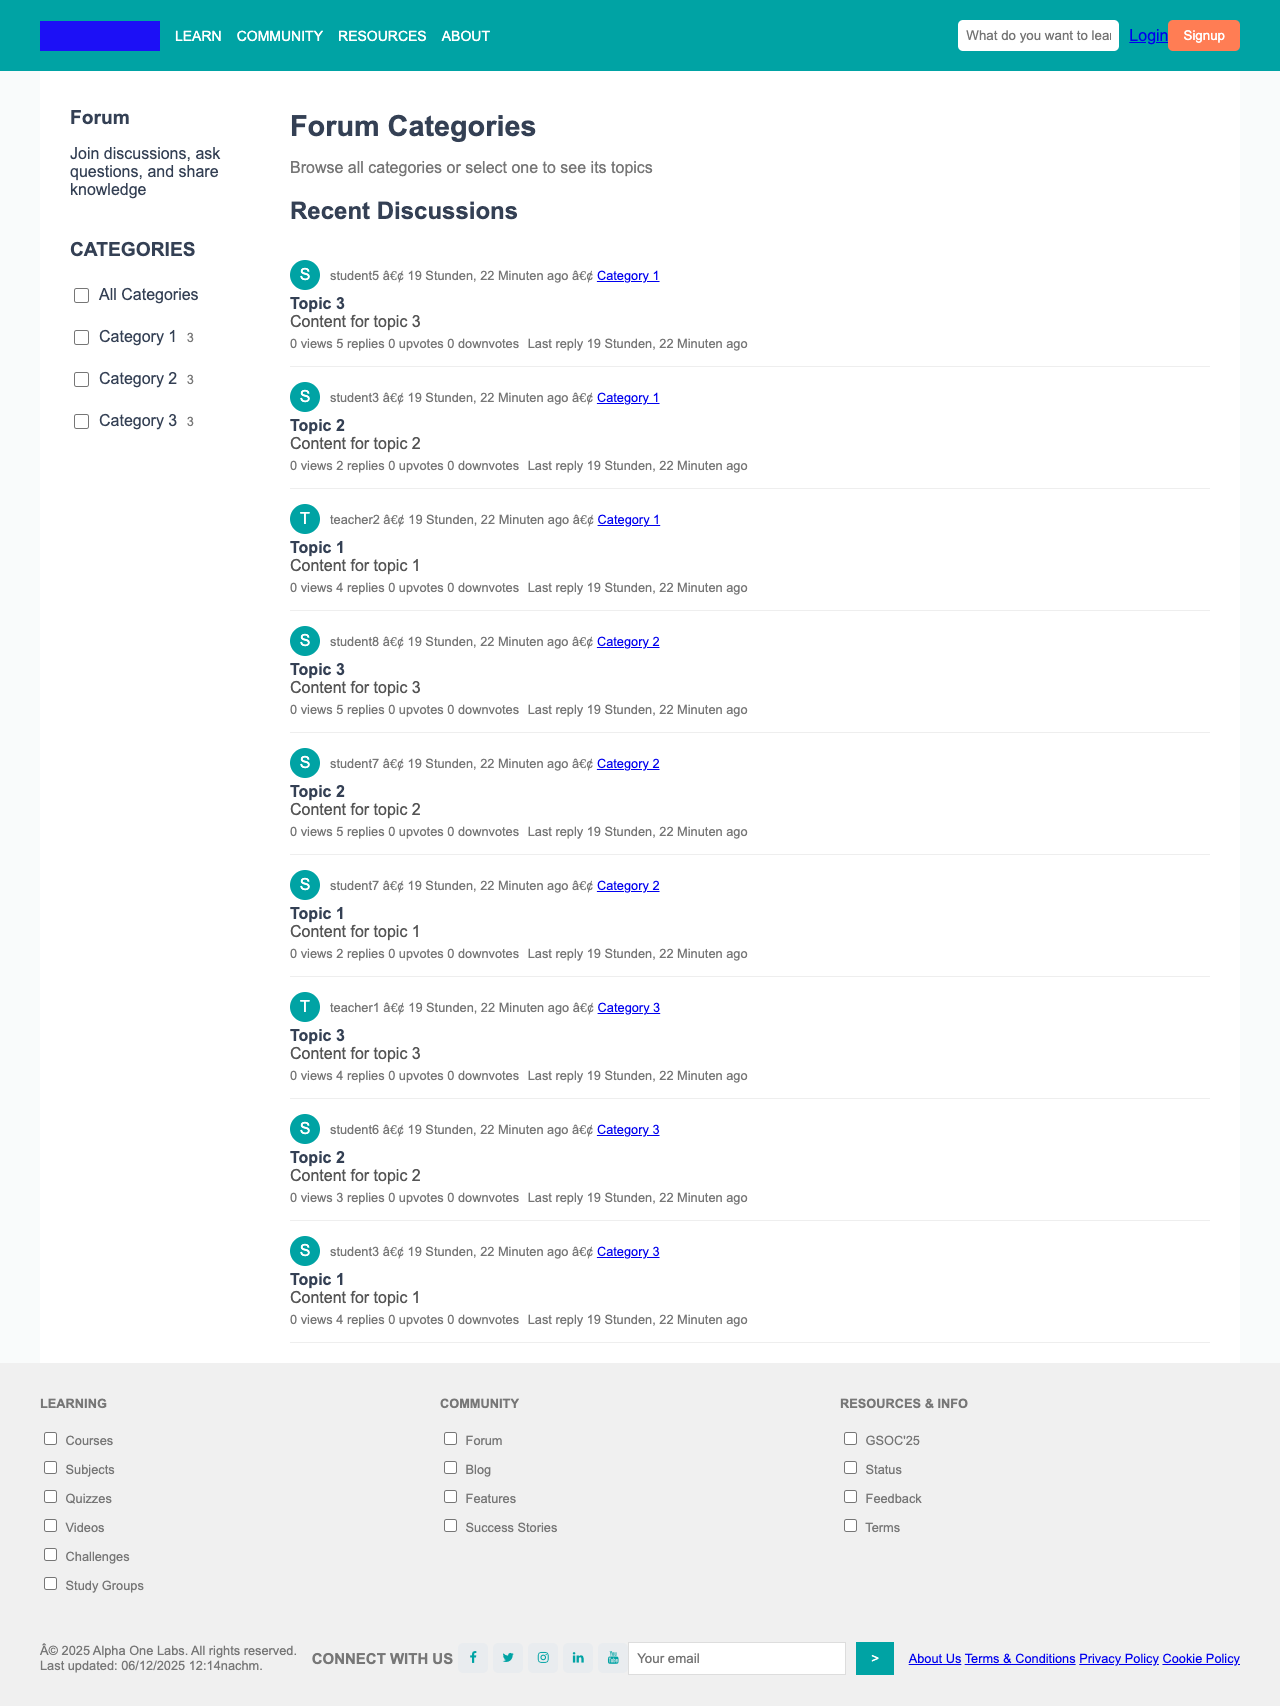 LEARN COMMUNITY RESOURCES ABOUT What do you want to lear Login Signup
Forum
Join discussions, ask
questions, and share
knowledge
CATEGORIES
All Categories
Category 1 3
Category 2 3
Category 3 3
Forum Categories
Browse all categories or select one to see its topics
Recent Discussions
S student5 â€¢ 19 Stunden, 22 Minuten ago â€¢ Category 1
Topic 3
Content for topic 3
0 views 5 replies 0 upvotes 0 downvotes Last reply 19 Stunden, 22 Minuten ago
S student3 â€¢ 19 Stunden, 22 Minuten ago â€¢ Category 1
Topic 2
Content for topic 2
0 views 2 replies 0 upvotes 0 downvotes Last reply 19 Stunden, 22 Minuten ago
T teacher2 â€¢ 19 Stunden, 22 Minuten ago â€¢ Category 1
Topic 1
Content for topic 1
0 views 4 replies 0 upvotes 0 downvotes Last reply 19 Stunden, 22 Minuten ago
S student8 â€¢ 19 Stunden, 22 Minuten ago â€¢ Category 2
Topic 3
Content for topic 3
0 views 5 replies 0 upvotes 0 downvotes Last reply 19 Stunden, 22 Minuten ago
S student7 â€¢ 19 Stunden, 22 Minuten ago â€¢ Category 2
Topic 2
Content for topic 2
0 views 5 replies 0 upvotes 0 downvotes Last reply 19 Stunden, 22 Minuten ago
S student7 â€¢ 19 Stunden, 22 Minuten ago â€¢ Category 2
Topic 1
Content for topic 1
0 views 2 replies 0 upvotes 0 downvotes Last reply 19 Stunden, 22 Minuten ago
T teacher1 â€¢ 19 Stunden, 22 Minuten ago â€¢ Category 3
Topic 3
Content for topic 3
0 views 4 replies 0 upvotes 0 downvotes Last reply 19 Stunden, 22 Minuten ago
S student6 â€¢ 19 Stunden, 22 Minuten ago â€¢ Category 3
Topic 2
Content for topic 2
0 views 3 replies 0 upvotes 0 downvotes Last reply 19 Stunden, 22 Minuten ago
S student3 â€¢ 19 Stunden, 22 Minuten ago â€¢ Category 3
Topic 1
Content for topic 1
0 views 4 replies 0 upvotes 0 downvotes Last reply 19 Stunden, 22 Minuten ago
LEARNING
Courses
Subjects
Quizzes
Videos
Challenges
Study Groups
COMMUNITY
Forum
Blog
Features
Success Stories
RESOURCES & INFO
GSOC'25
Status
Feedback
Terms
Â© 2025 Alpha One Labs. All rights reserved.
Last updated: 06/12/2025 12:14nachm.
CONNECT WITH US
Your email >
About Us Terms & Conditions Privacy Policy Cookie Policy